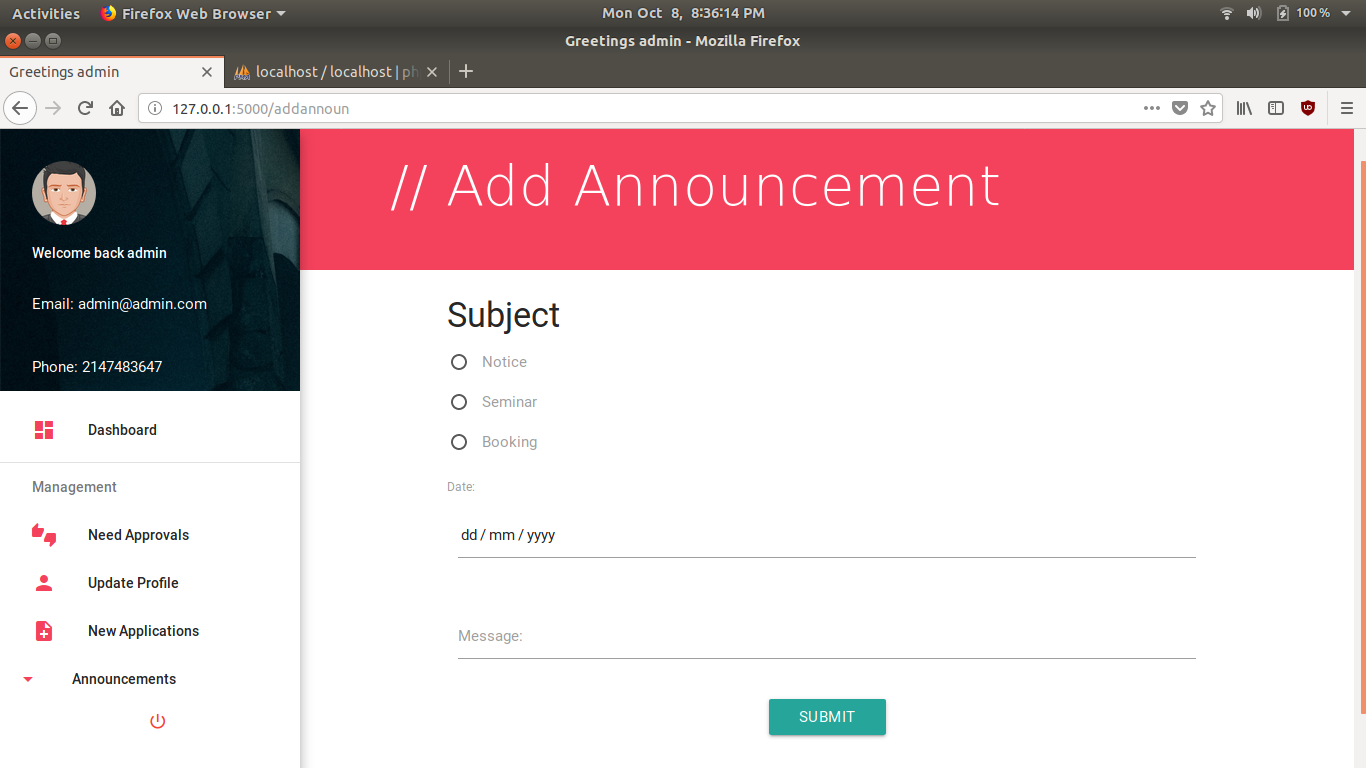 Activities Firefox Web Browser Mon Oct 8, 8:36:14 PM 100%
Greetings admin - Mozilla Firefox
Greetings admin localhost / localhost | ph
127.0.0.1:5000/addannoun
// Add Announcement
Welcome back admin
Email: admin@admin.com
Phone: 2147483647
Dashboard
Management
Need Approvals
Update Profile
New Applications
Announcements
Subject
Notice
Seminar
Booking
Date:
dd / mm / yyyy
Message:
SUBMIT